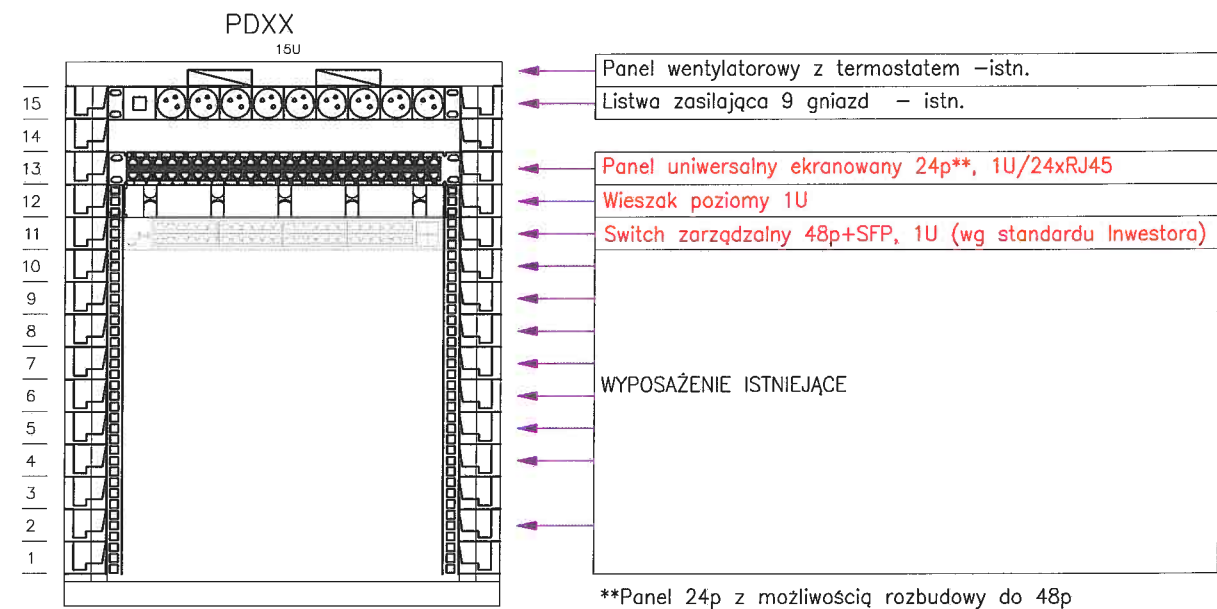 PDXX
15U
Panel wentylatorowy z termostatem –istn.
15
Listwa zasilająca 9 gniazd – istn.
14
13
Panel uniwersalny ekranowany 24p**, 1U/24xRJ45
12
Wieszak poziomy 1U
11
Switch zarządzalny 48p+SFP, 1U (wg standardu Inwestora)
10
9
8
7
6
WYPOSAŻENIE ISTNIEJĄCE
5
4
3
2
1
**Panel 24p z możliwością rozbudowy do 48p